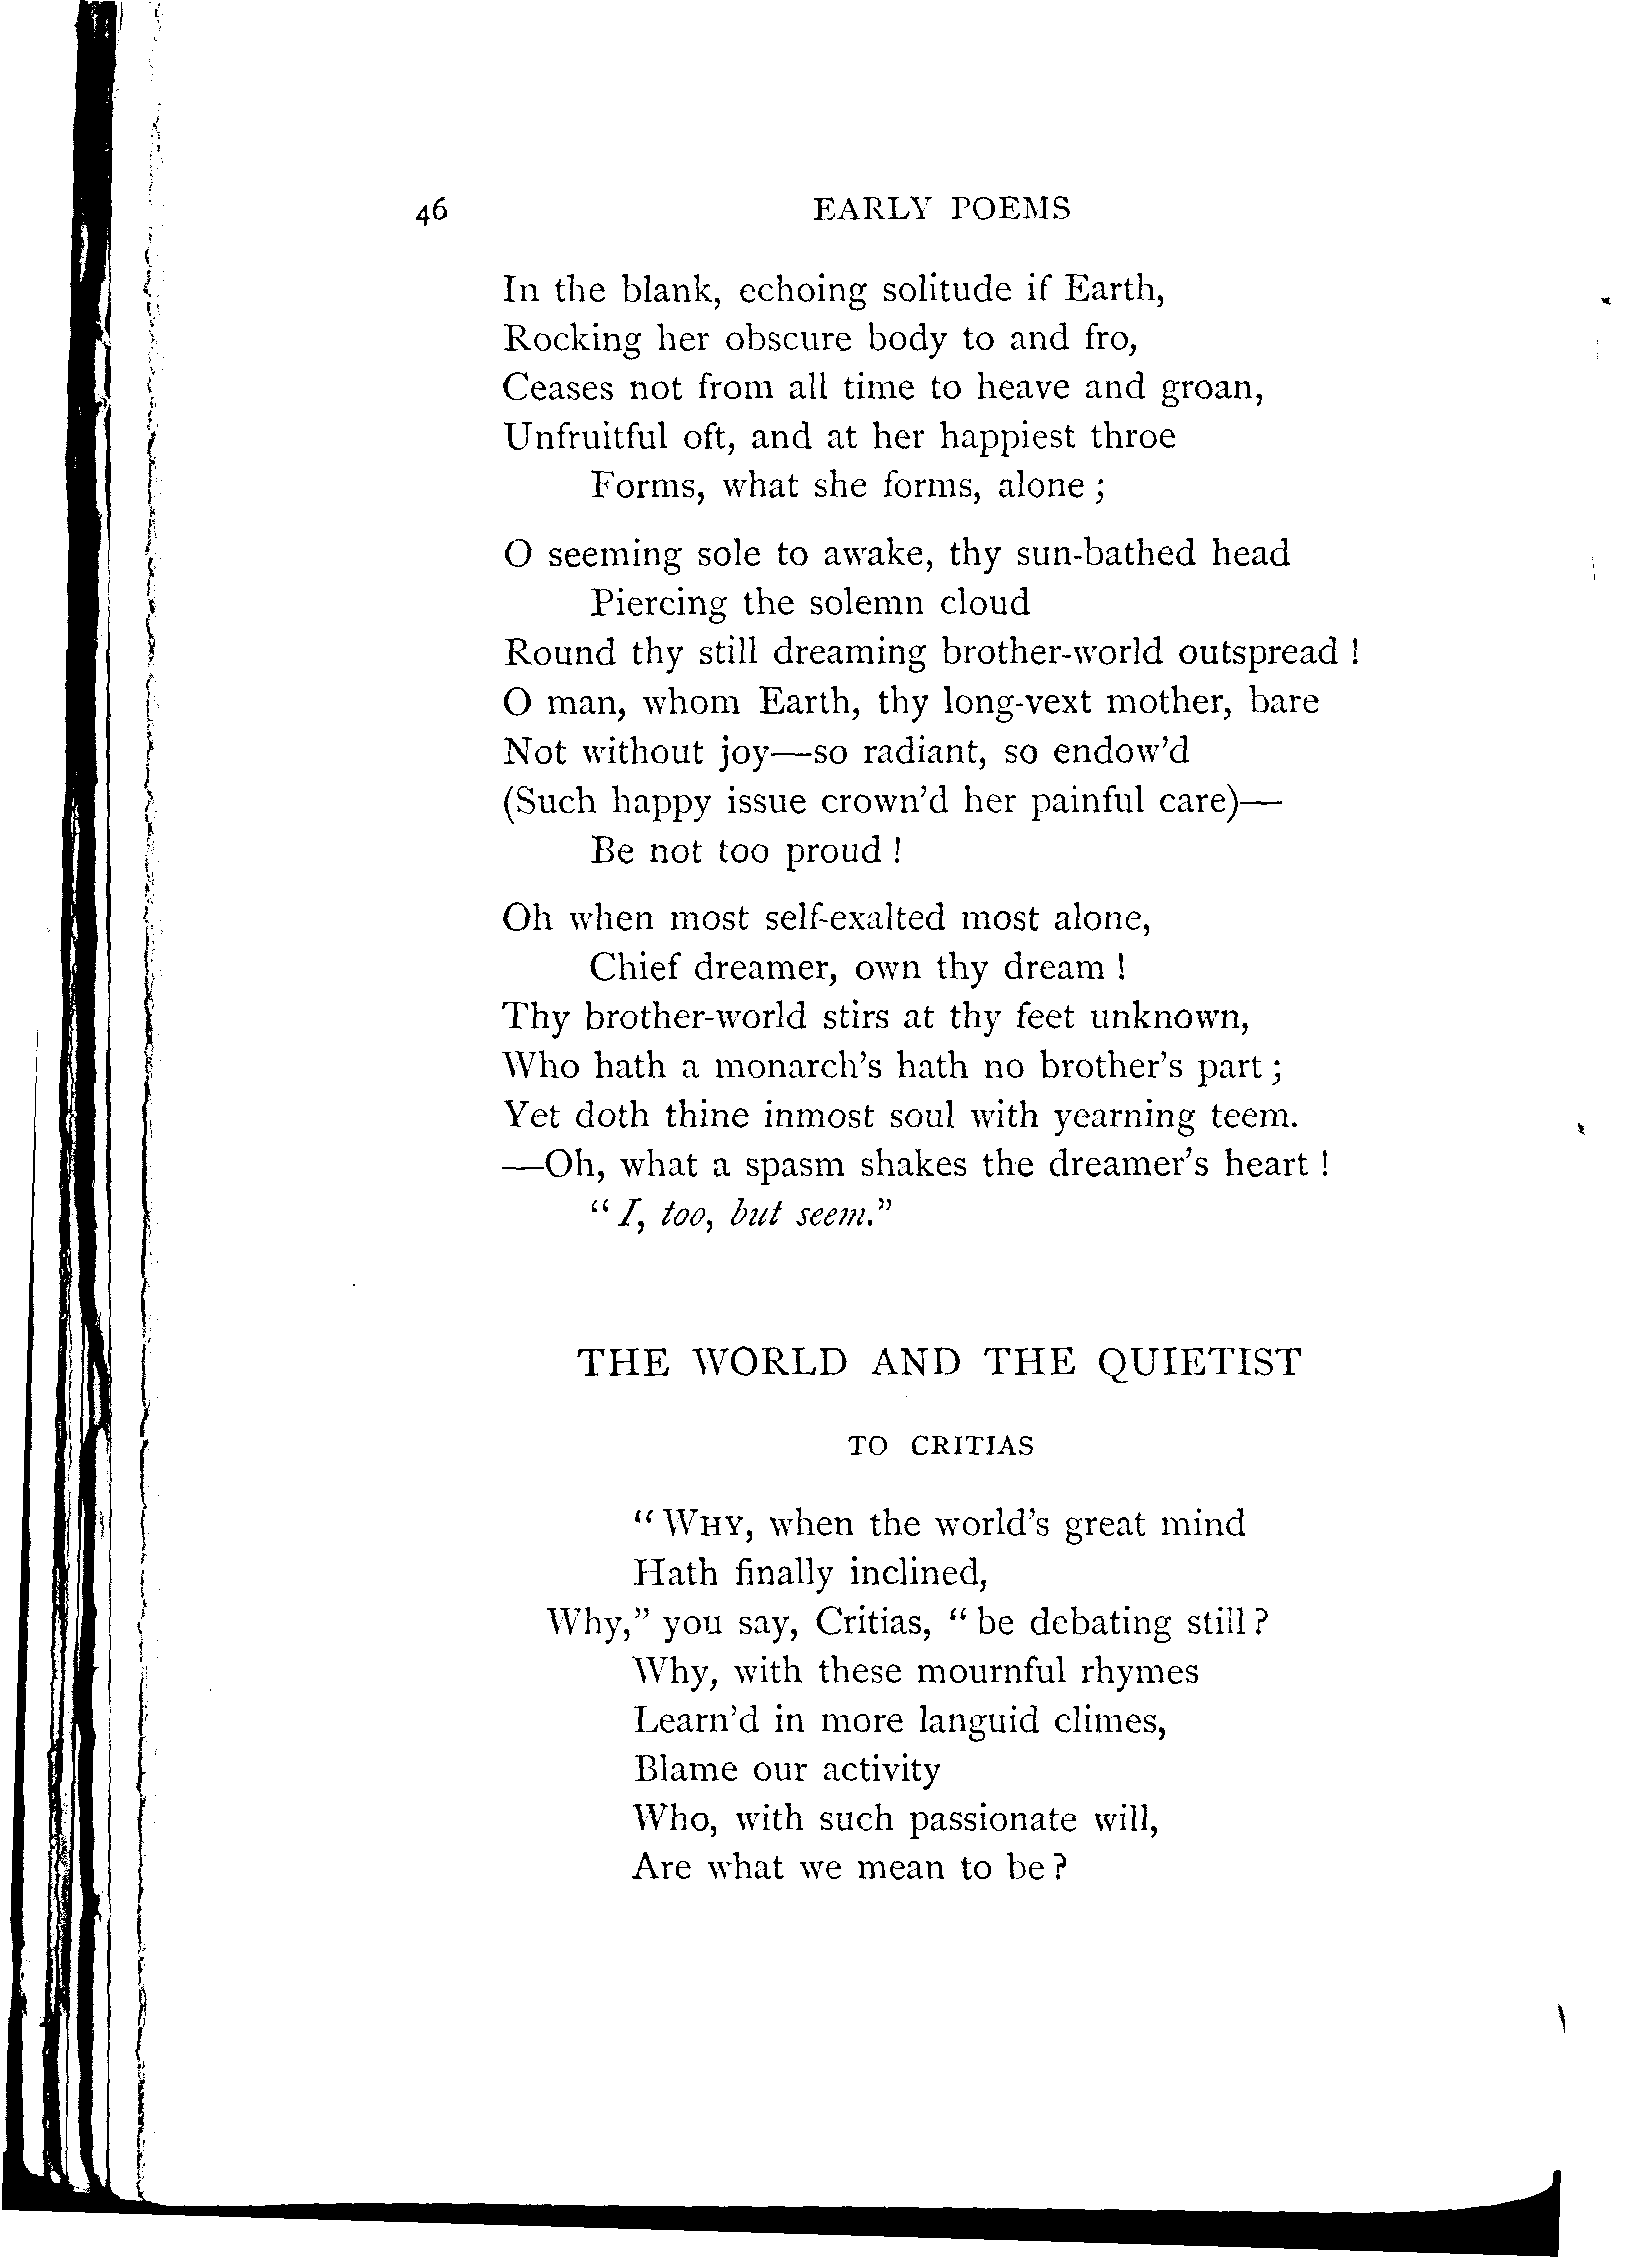 46 EARLY POEMS
In the blank, echoing solitude if Earth,
Rocking her obscure body to and fro,
Ceases not from all time to heave and groan,
Unfruitful oft, and at her happiest throe
Forms, what she forms, alone ;
O seeming sole to awake, thy sun-bathed head
Piercing the solemn cloud
Round thy still dreaming brother-world outspread !
O man, whom Earth, thy long-vext mother, bare
Not without joy—so radiant, so endow'd
(Such happy issue crown'd her painful care)—
Be not too proud !
Oh when most self-exalted most alone,
Chief dreamer, own thy dream !
Thy brother-world stirs at thy feet unknown,
Who hath a monarch's hath no brother's part ;
Yet doth thine inmost soul with yearning teem.
—Oh, what a spasm shakes the dreamer's heart !
"I, too, but seem."
THE WORLD AND THE QUIETIST
TO CRITIAS
"WHY, when the world's great mind
Hath finally inclined,
Why," you say, Critias, "be debating still ?
Why, with these mournful rhymes
Learn'd in more languid climes,
Blame our activity
Who, with such passionate will,
Are what we mean to be ?